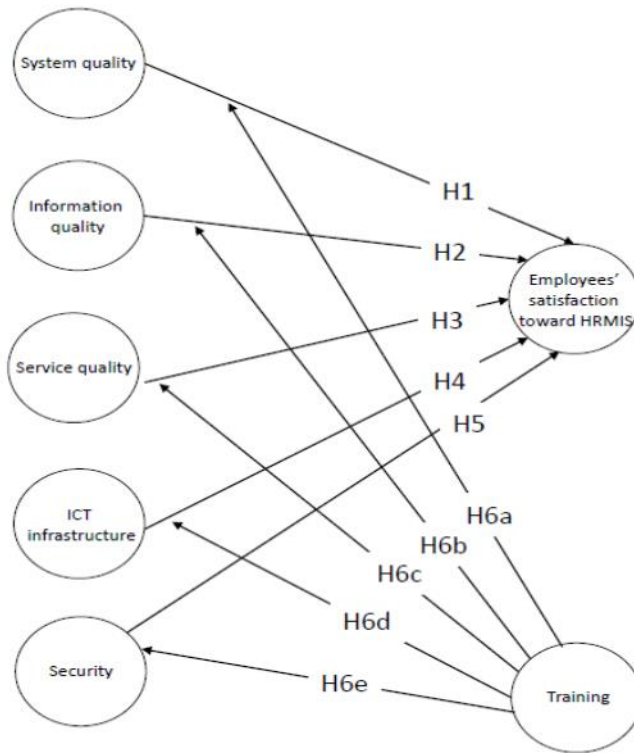 System quality
H1
Information
quality
H2
Employees’
satisfaction
toward HRMIS
H3
Service quality
H4
H5
ICT
infrastructure
H6a
H6b
H6c
H6d
Security
H6e
Training